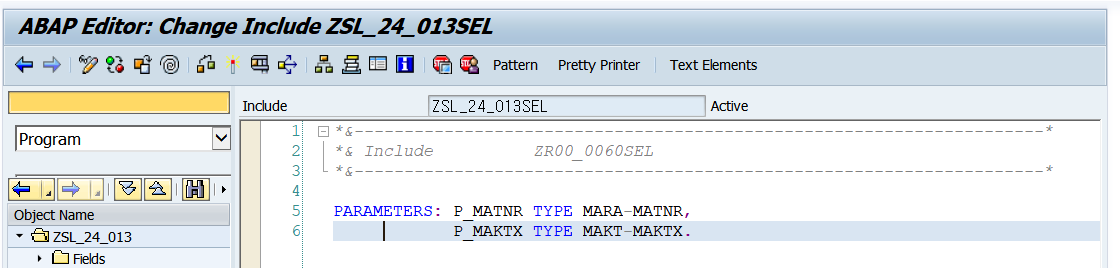 ABAP Editor: Change Include ZSL_24_013SEL
Pattern Pretty Printer Text Elements
Include ZSL_24_013SEL Active
Program
Object Name
ZSL_24_013
Fields
1 *&---------------------------------------------------------------------*
2 *& Include ZR00_0060SEL
3 *&---------------------------------------------------------------------*
4
5 PARAMETERS: P_MATNR TYPE MARA-MATNR,
6 P_MAKTX TYPE MAKT-MAKTX.